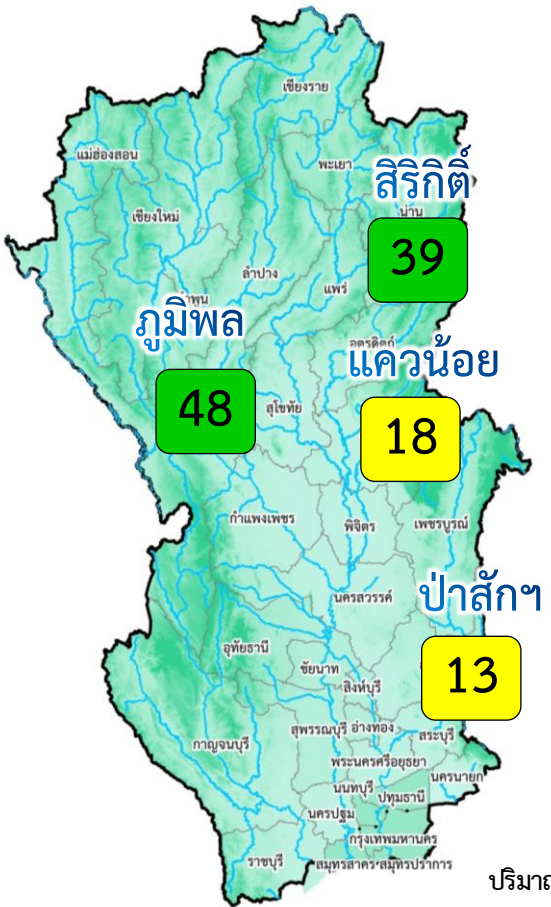 เชียงราย
แม่ฮ่องสอน
พะเยา
สิริกิติ์
น่าน
เชียงใหม่
39
ลำปาง
แพร่
ภูมิพล
อุตรดิตถ์
แควน้อย
48
สุโขทัย
18
กำแพงเพชร
พิจิตร
เพชรบูรณ์
นครสวรรค์
ป่าสักฯ
อุทัยธานี
ชัยนาท
13
สิงห์บุรี
สุพรรณบุรี อ่างทอง
สระบุรี
กาญจนบุรี
พระนครศรีอยุธยา
นครนายก
นนทบุรี
ปทุมธานี
นครปฐม
กรุงเทพมหานคร
ราชบุรี
สมุทรสาคร สมุทรปราการ